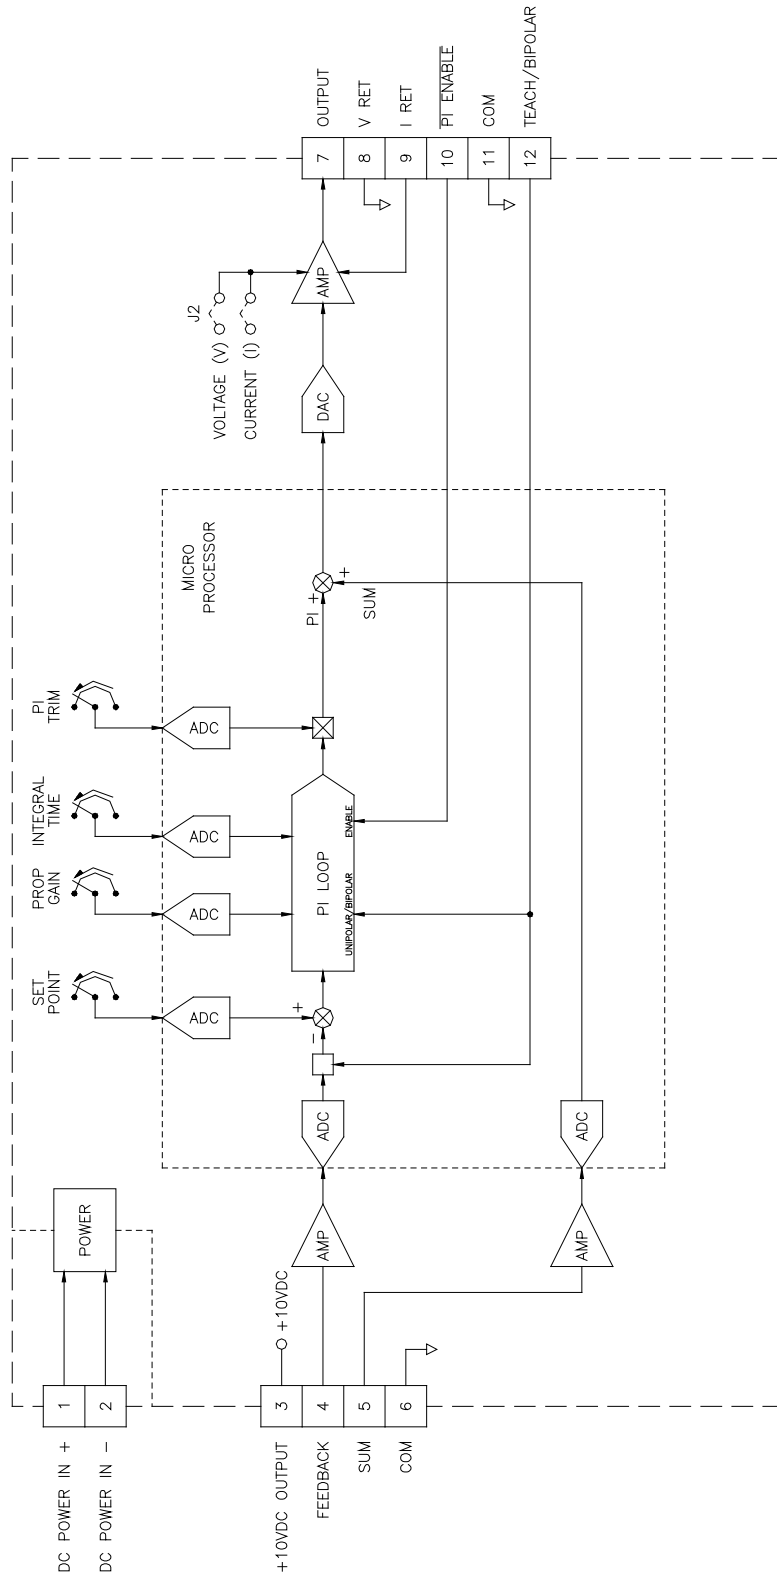 DC POWER IN +
DC POWER IN −
1
2
POWER
+10VDC OUTPUT
FEEDBACK
SUM
COM
3
4
5
6
+10VDC
AMP
AMP
ADC
ADC
SET
POINT
PROP
GAIN
INTEGRAL
TIME
PI
TRIM
ADC
ADC
ADC
ADC
MICRO
PROCESSOR
−
+
PI LOOP
UNIPOLAR/BIPOLAR
ENABLE
PI +
+
SUM
DAC
VOLTAGE (V)
CURRENT (I)
J2
AMP
7
8
9
10
11
12
OUTPUT
V RET
I RET
PI ENABLE
COM
TEACH/BIPOLAR